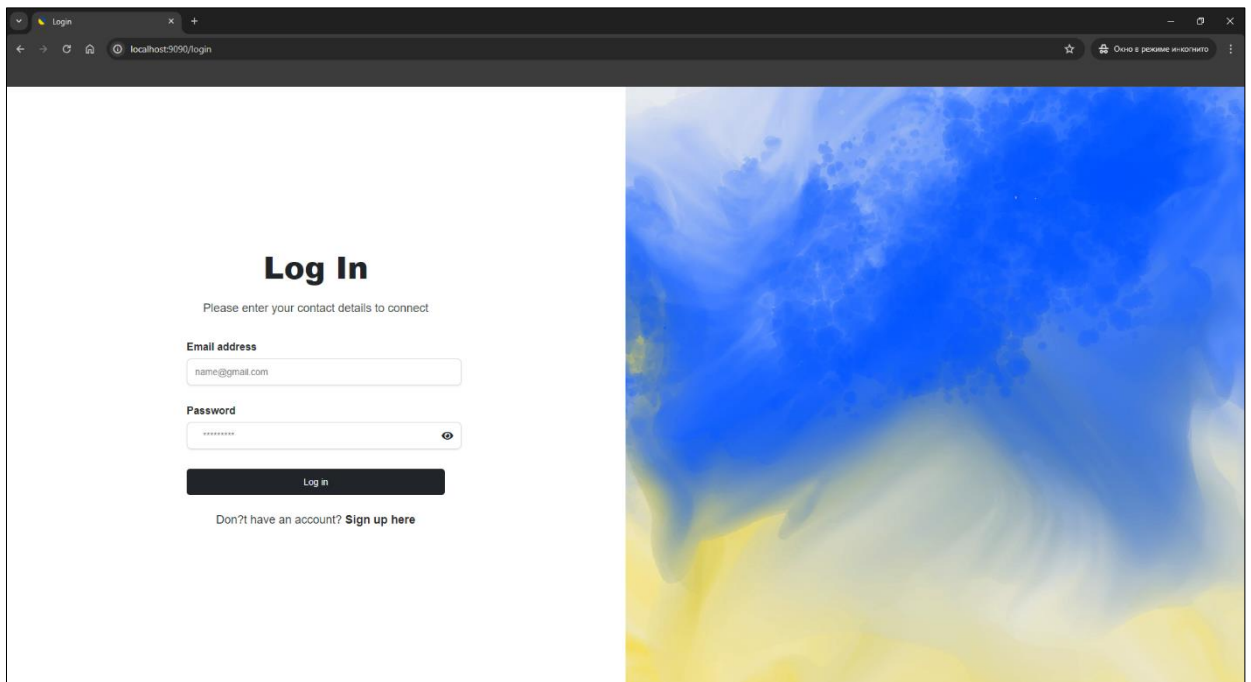 Login
localhost:9090/login
Окно в режиме инкогнито
Log In
Please enter your contact details to connect
Email address
name@gmail.com
Password
*********
Log in
Don?t have an account? Sign up here